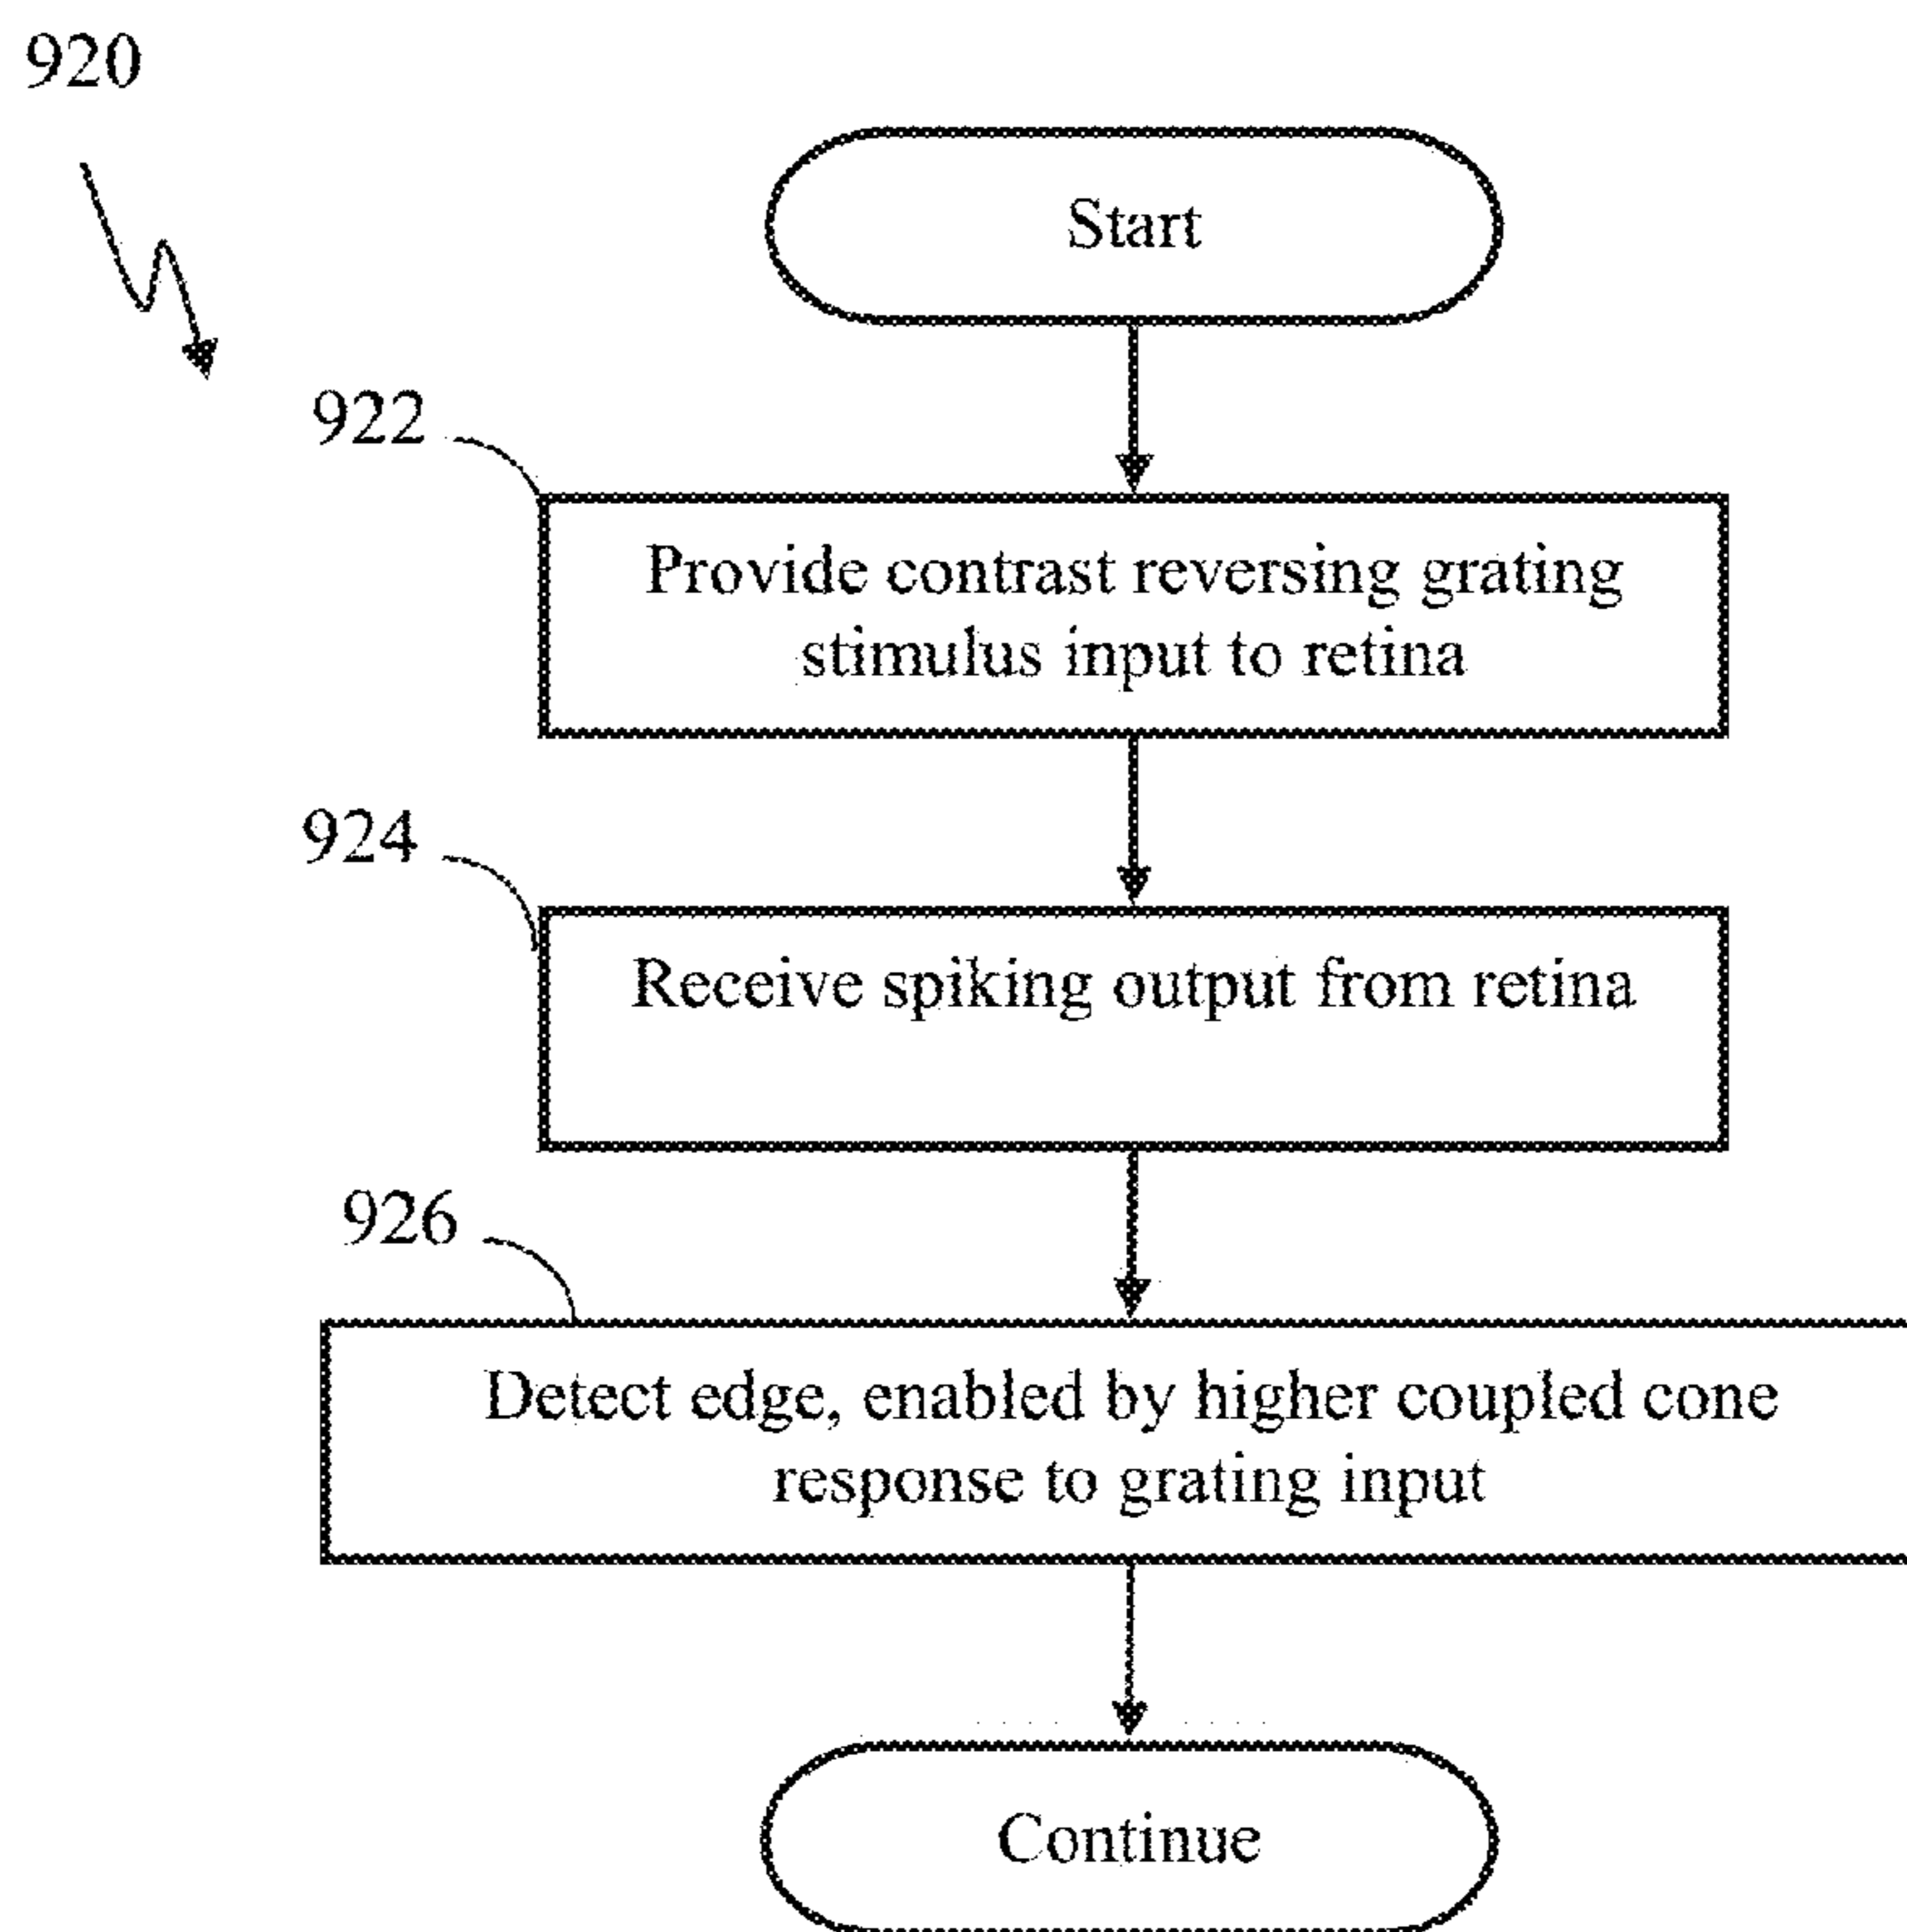 920
Start
922
Provide contrast reversing grating
stimulus input to retina
924
Receive spiking output from retina
926
Detect edge, enabled by higher coupled cone
response to grating input
Continue